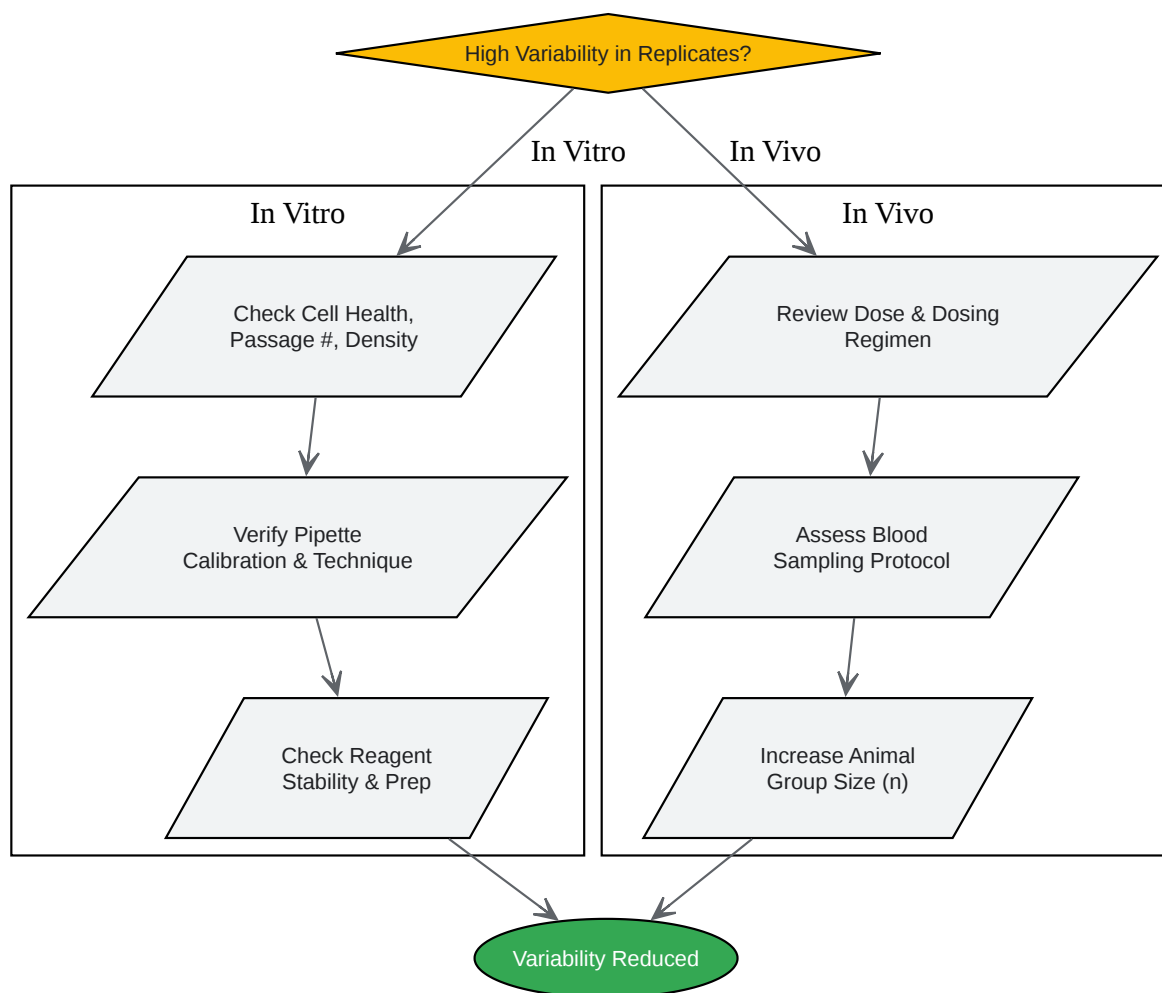 High Variability in Replicates?
In Vitro
In Vivo
In Vitro
In Vivo
Check Cell Health,
Passage #, Density
Review Dose & Dosing
Regimen
Verify Pipette
Calibration & Technique
Assess Blood
Sampling Protocol
Check Reagent
Stability & Prep
Increase Animal
Group Size (n)
Variability Reduced